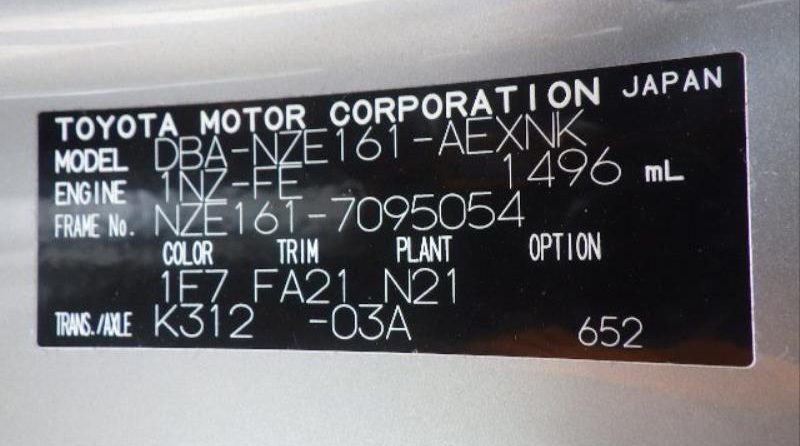 TOYOTA MOTOR CORPORATION JAPAN
MODEL DBA-NZE161-AEXNK
ENGINE 1NZ-FE 1496 mL
FRAME No. NZE161-7095054
COLOR TRIM PLANT OPTION
1F7 FA21 N21
TRANS./AXLE K312 -03A 652